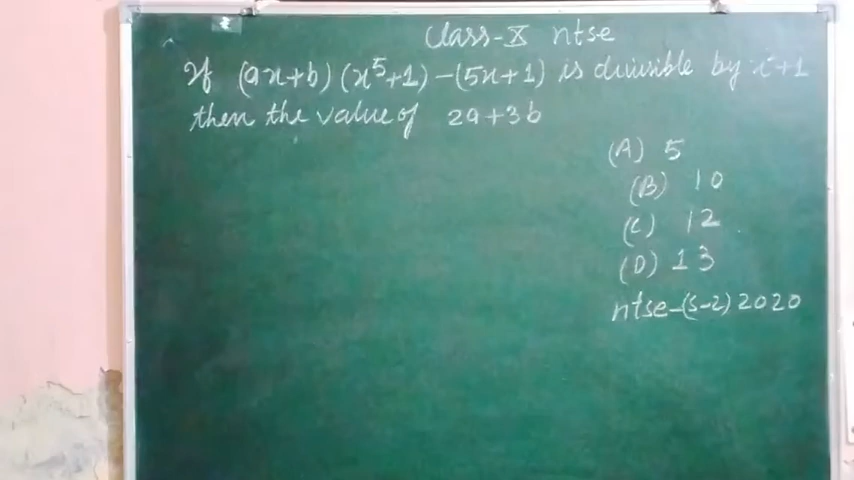 Class-X ntse
If (ax+b) (x⁵+1) -(5x+1) is divisible by x²+1
then the value of 2a+3b
(A) 5
(B) 10
(C) 12
(D) 13
ntse-(s-2) 2020